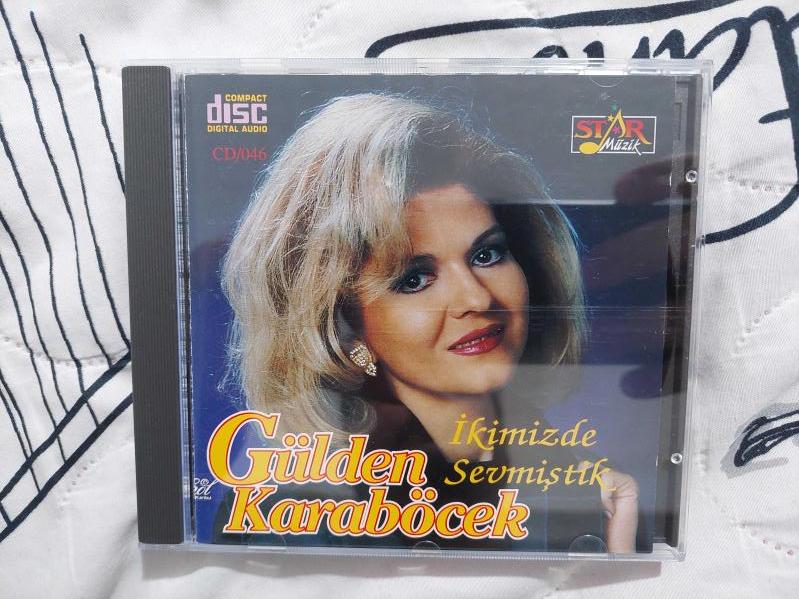 COMPACT
disc
DIGITAL AUDIO
CD/046
STAR
Müzik
İkimizde
Sevmiştik
Gülden
Karaböcek